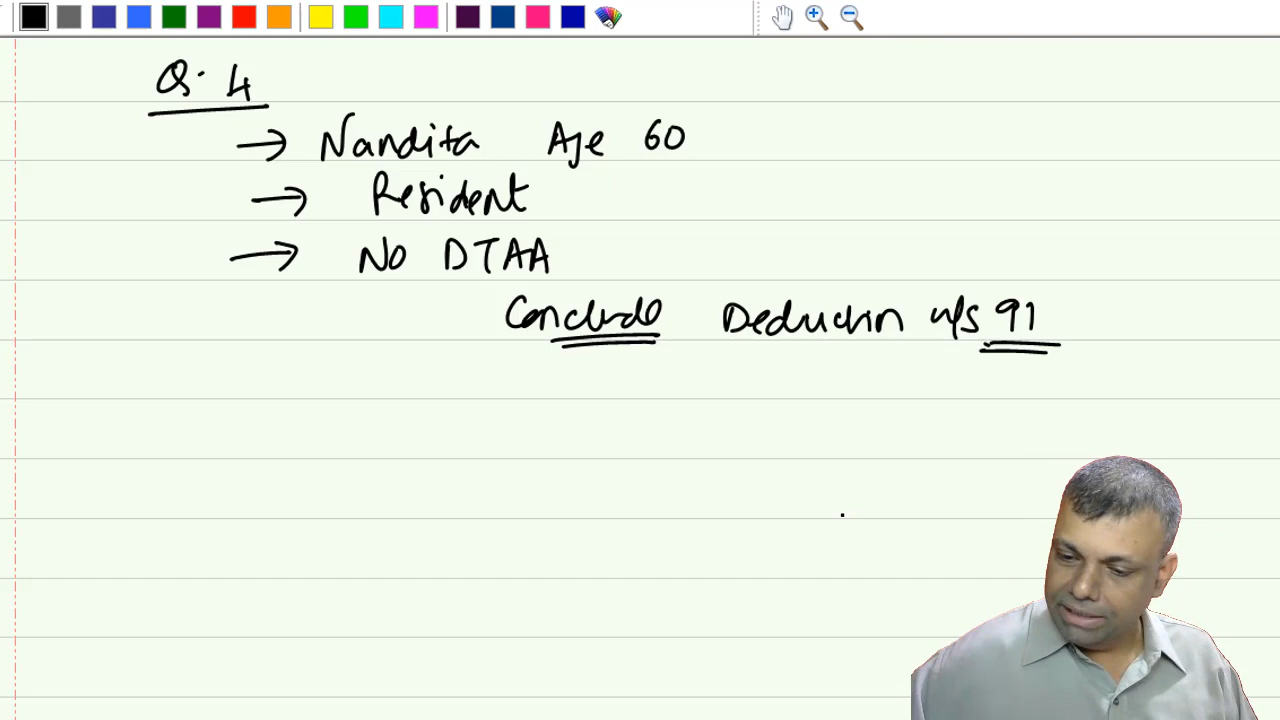 Q. 4
→ Nandita Age 60
→ Resident
→ No DTAA
Conclude Deduction u/s 91